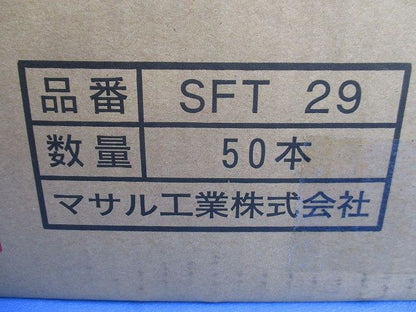 品番 SFT 29
数量 50本
マサル工業株式会社